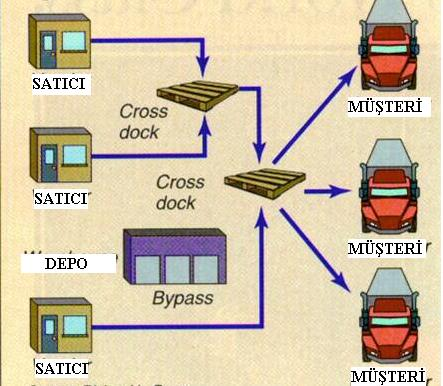 SATICI
MÜŞTERİ
Cross
dock
SATICI
Cross
dock
MÜŞTERİ
DEPO
Bypass
SATICI
MÜŞTERİ